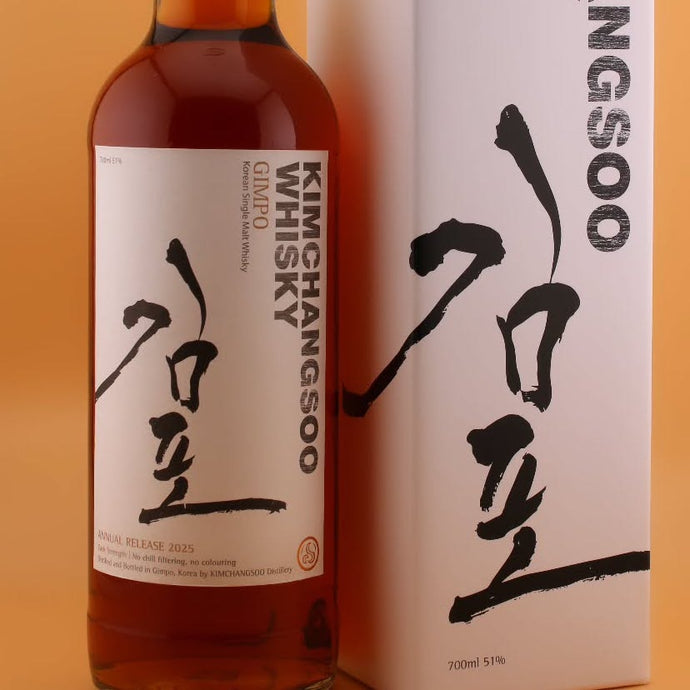 700ml 51%
KIMCHANGSOO
WHISKY
GIMPO
Korean Single Malt Whisky
김포
ANNUAL RELEASE 2025
Cask Strength | No chill filtering, no colouring
Distilled and Bottled in Gimpo, Korea by KIMCHANGSOO Distillery
S
ANGSOO
김포
700ml 51%